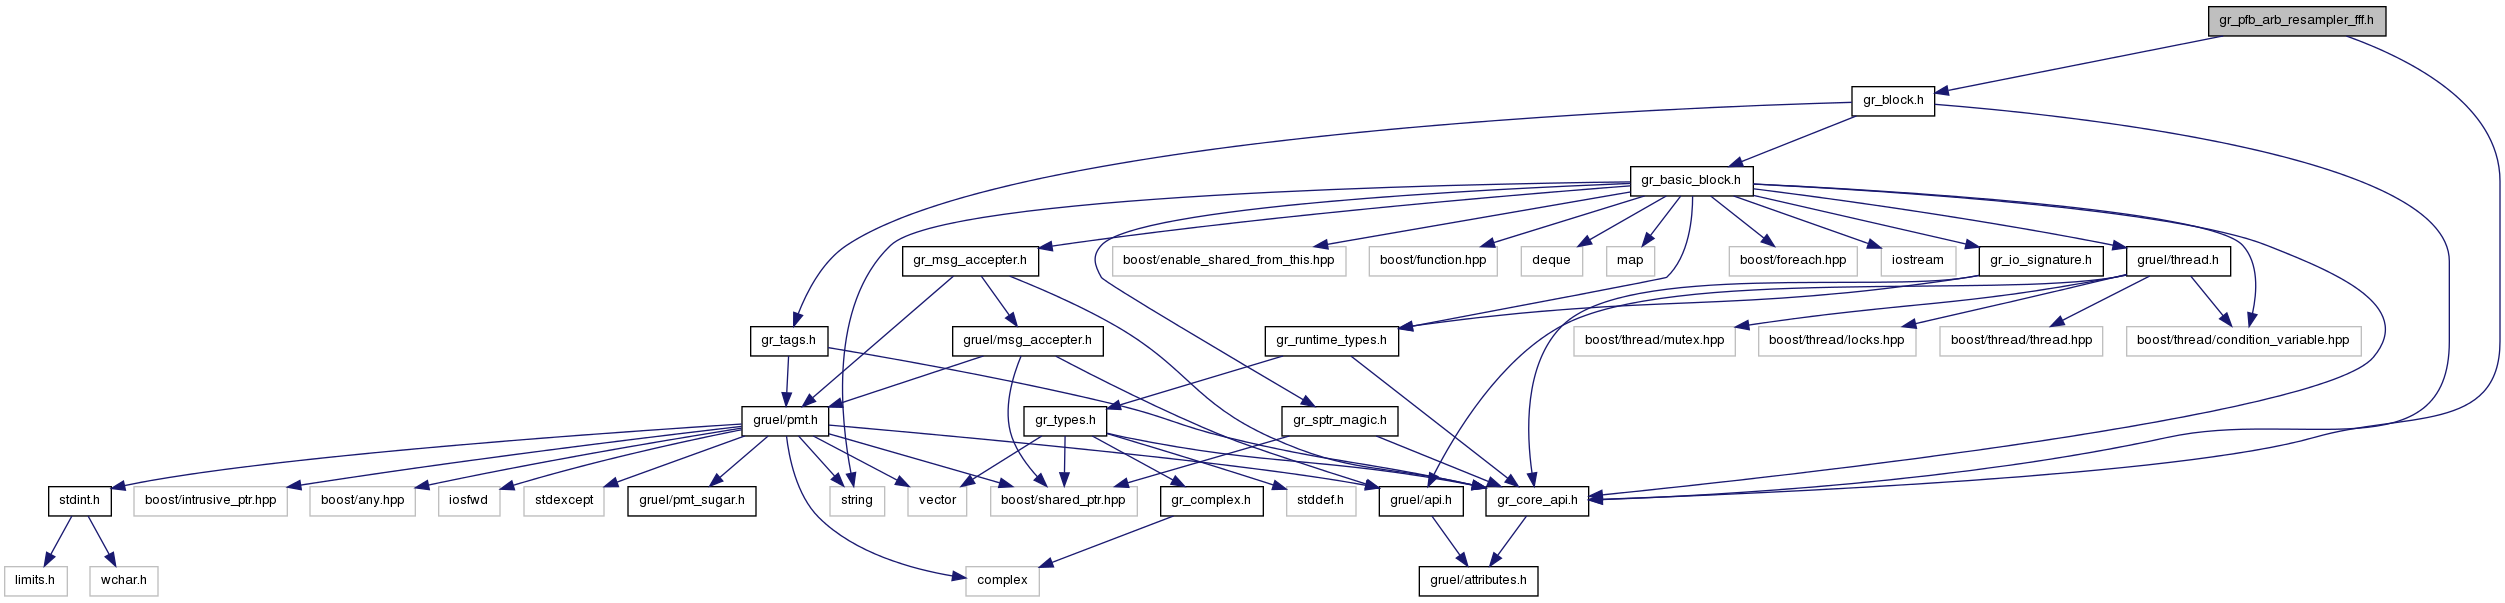 gr_pfb_arb_resampler_fff.h
gr_block.h
gr_basic_block.h
gr_msg_accepter.h
boost/enable_shared_from_this.hpp
boost/function.hpp
deque
map
boost/foreach.hpp
iostream
gr_io_signature.h
gruel/thread.h
gr_tags.h
gruel/msg_accepter.h
gr_runtime_types.h
boost/thread/mutex.hpp
boost/thread/locks.hpp
boost/thread/thread.hpp
boost/thread/condition_variable.hpp
gruel/pmt.h
gr_types.h
gr_sptr_magic.h
stdint.h
boost/intrusive_ptr.hpp
boost/any.hpp
iosfwd
stdexcept
gruel/pmt_sugar.h
string
vector
boost/shared_ptr.hpp
gr_complex.h
stddef.h
gruel/api.h
gr_core_api.h
limits.h
wchar.h
complex
gruel/attributes.h